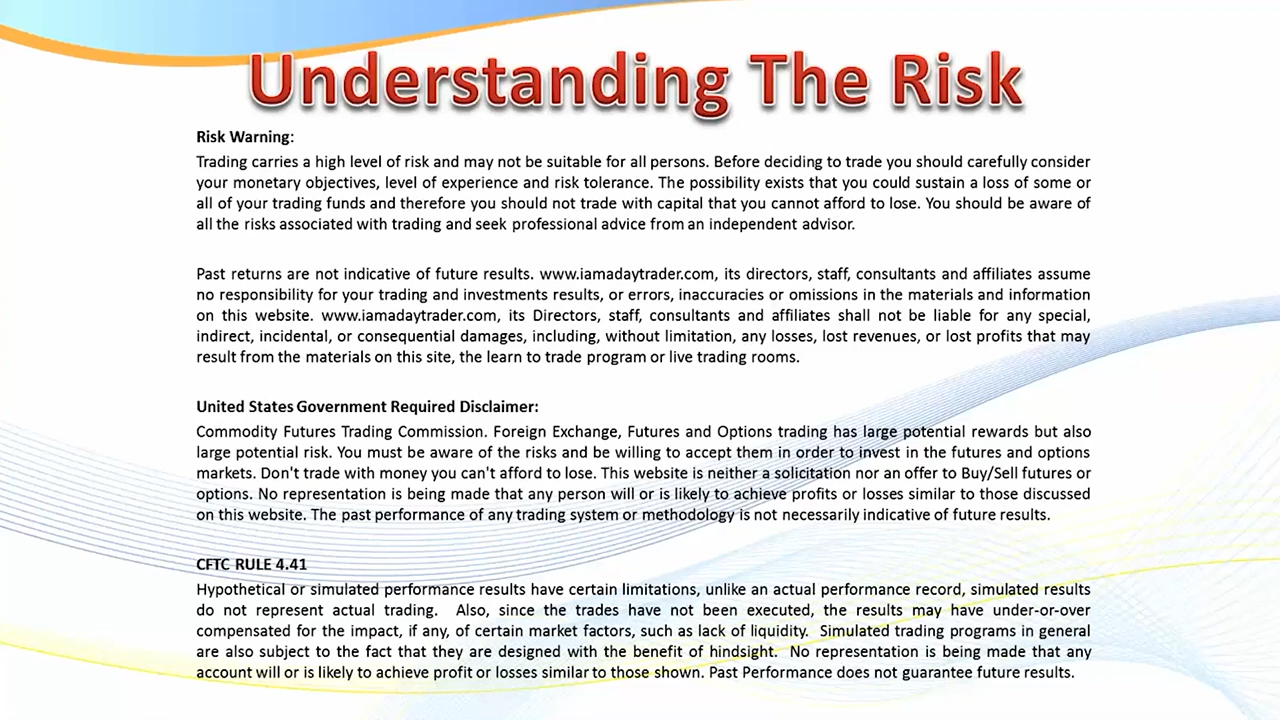 Understanding The Risk
Risk Warning:
Trading carries a high level of risk and may not be suitable for all persons. Before deciding to trade you should carefully consider
your monetary objectives, level of experience and risk tolerance. The possibility exists that you could sustain a loss of some or
all of your trading funds and therefore you should not trade with capital that you cannot afford to lose. You should be aware of
all the risks associated with trading and seek professional advice from an independent advisor.
Past returns are not indicative of future results. www.iamadaytrader.com, its directors, staff, consultants and affiliates assume
no responsibility for your trading and investments results, or errors, inaccuracies or omissions in the materials and information
on this website. www.iamadaytrader.com, its Directors, staff, consultants and affiliates shall not be liable for any special,
indirect, incidental, or consequential damages, including, without limitation, any losses, lost revenues, or lost profits that may
result from the materials on this site, the learn to trade program or live trading rooms.
United States Government Required Disclaimer:
Commodity Futures Trading Commission. Foreign Exchange, Futures and Options trading has large potential rewards but also
large potential risk. You must be aware of the risks and be willing to accept them in order to invest in the futures and options
markets. Don't trade with money you can't afford to lose. This website is neither a solicitation nor an offer to Buy/Sell futures or
options. No representation is being made that any person will or is likely to achieve profits or losses similar to those discussed
on this website. The past performance of any trading system or methodology is not necessarily indicative of future results.
CFTC RULE 4.41
Hypothetical or simulated performance results have certain limitations, unlike an actual performance record, simulated results
do not represent actual trading.  Also, since the trades have not been executed, the results may have under-or-over
compensated for the impact, if any, of certain market factors, such as lack of liquidity.  Simulated trading programs in general
are also subject to the fact that they are designed with the benefit of hindsight.  No representation is being made that any
account will or is likely to achieve profit or losses similar to those shown. Past Performance does not guarantee future results.